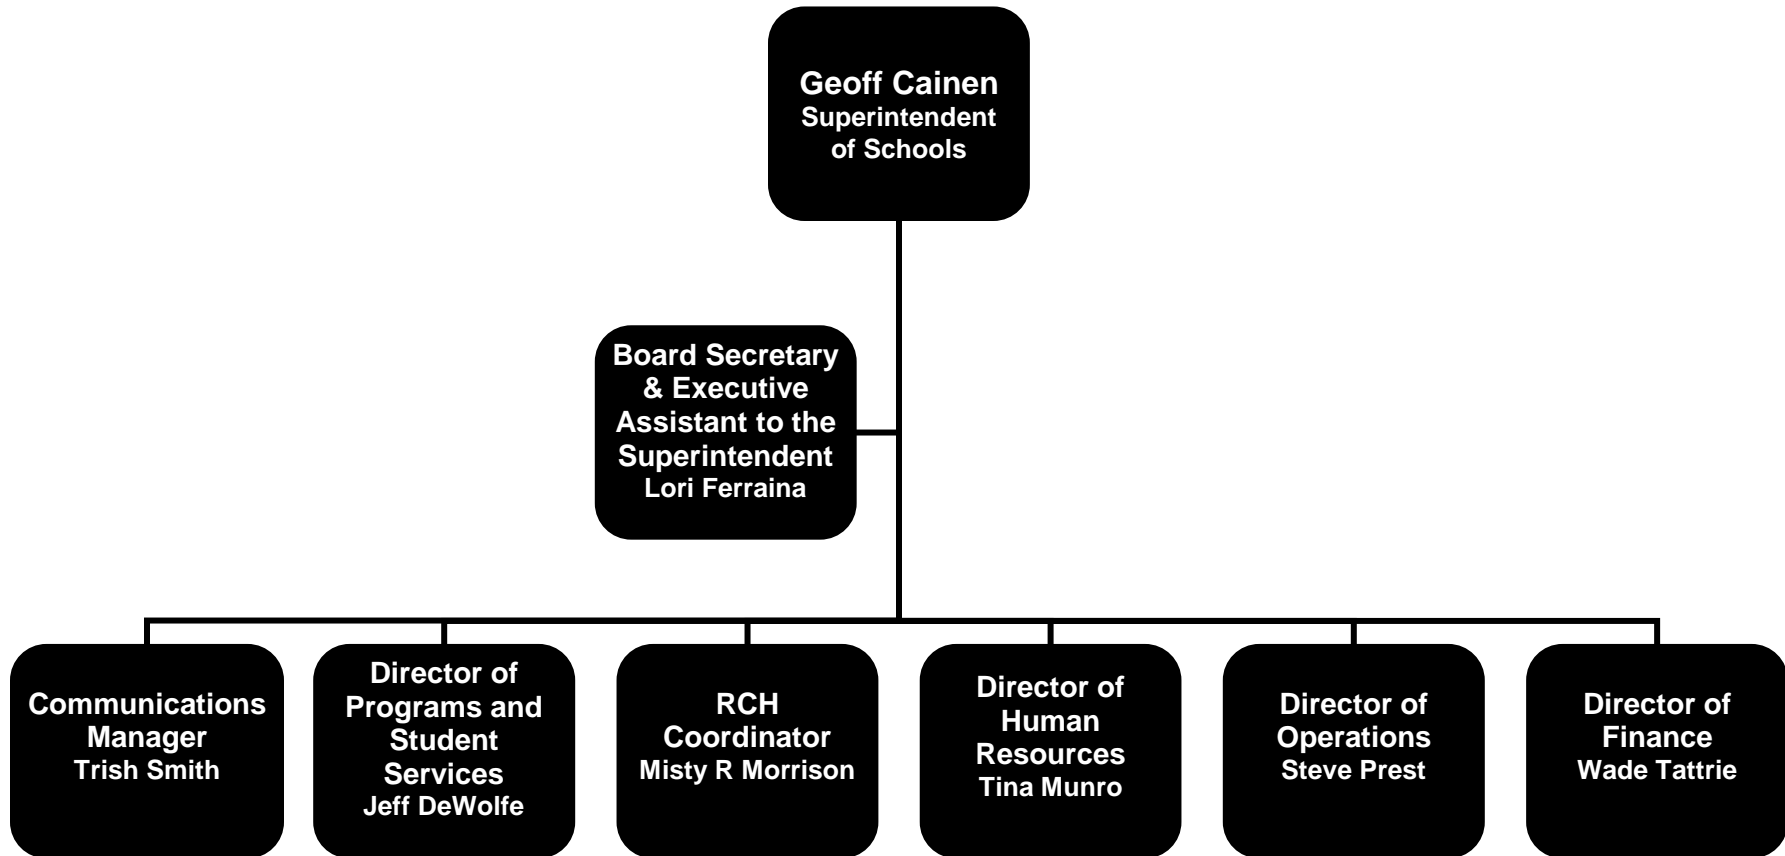 Geoff Cainen
Superintendent
of Schools
Board Secretary
& Executive
Assistant to the
Superintendent
Lori Ferraina
Communications
Manager
Trish Smith
Director of
Programs and
Student
Services
Jeff DeWolfe
RCH
Coordinator
Misty R Morrison
Director of
Human
Resources
Tina Munro
Director of
Operations
Steve Prest
Director of
Finance
Wade Tattrie